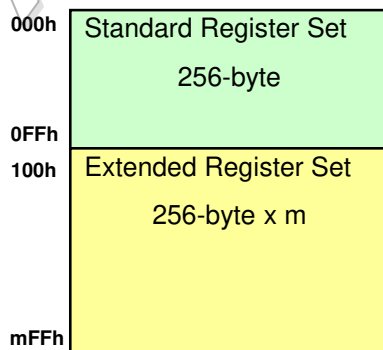 000h
Standard Register Set
256-byte
0FFh
100h
Extended Register Set
256-byte x m
mFFh